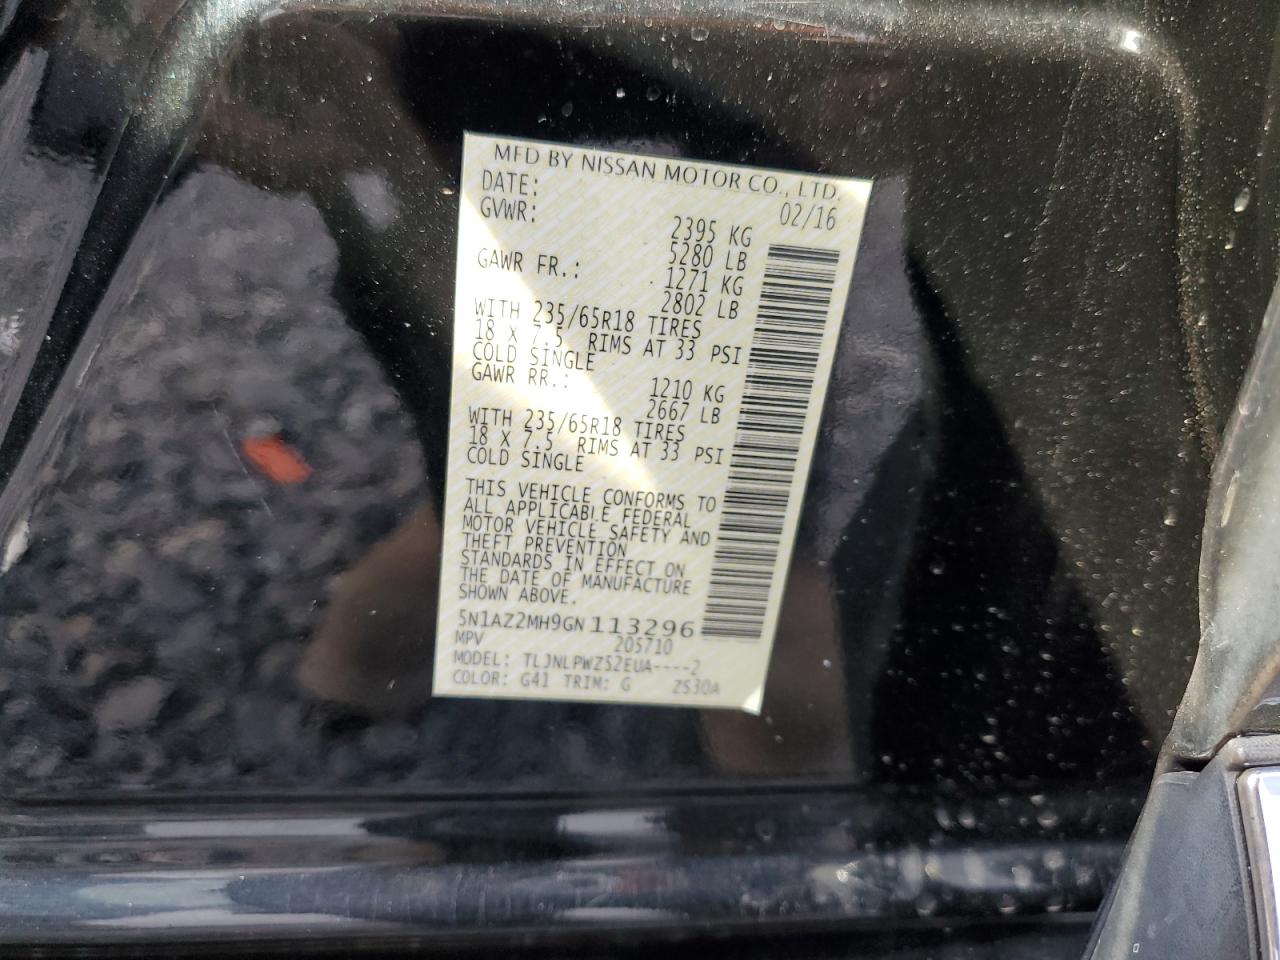 MFD BY NISSAN MOTOR CO., LTD.
DATE: 02/16
GVWR: 2395 KG
5280 LB
GAWR FR.: 1271 KG
2802 LB
WITH 235/65R18 TIRES
18 X 7.5 RIMS AT 33 PSI
COLD SINGLE
GAWR RR.: 1210 KG
2667 LB
WITH 235/65R18 TIRES
18 X 7.5 RIMS AT 33 PSI
COLD SINGLE
THIS VEHICLE CONFORMS TO
ALL APPLICABLE FEDERAL
MOTOR VEHICLE SAFETY AND
THEFT PREVENTION
STANDARDS IN EFFECT ON
THE DATE OF MANUFACTURE
SHOWN ABOVE.
5N1AZ2MH9GN113296
MPV 205710
MODEL: TLJNLPWZ52EUA----2
COLOR: G41 TRIM: G ZS30A